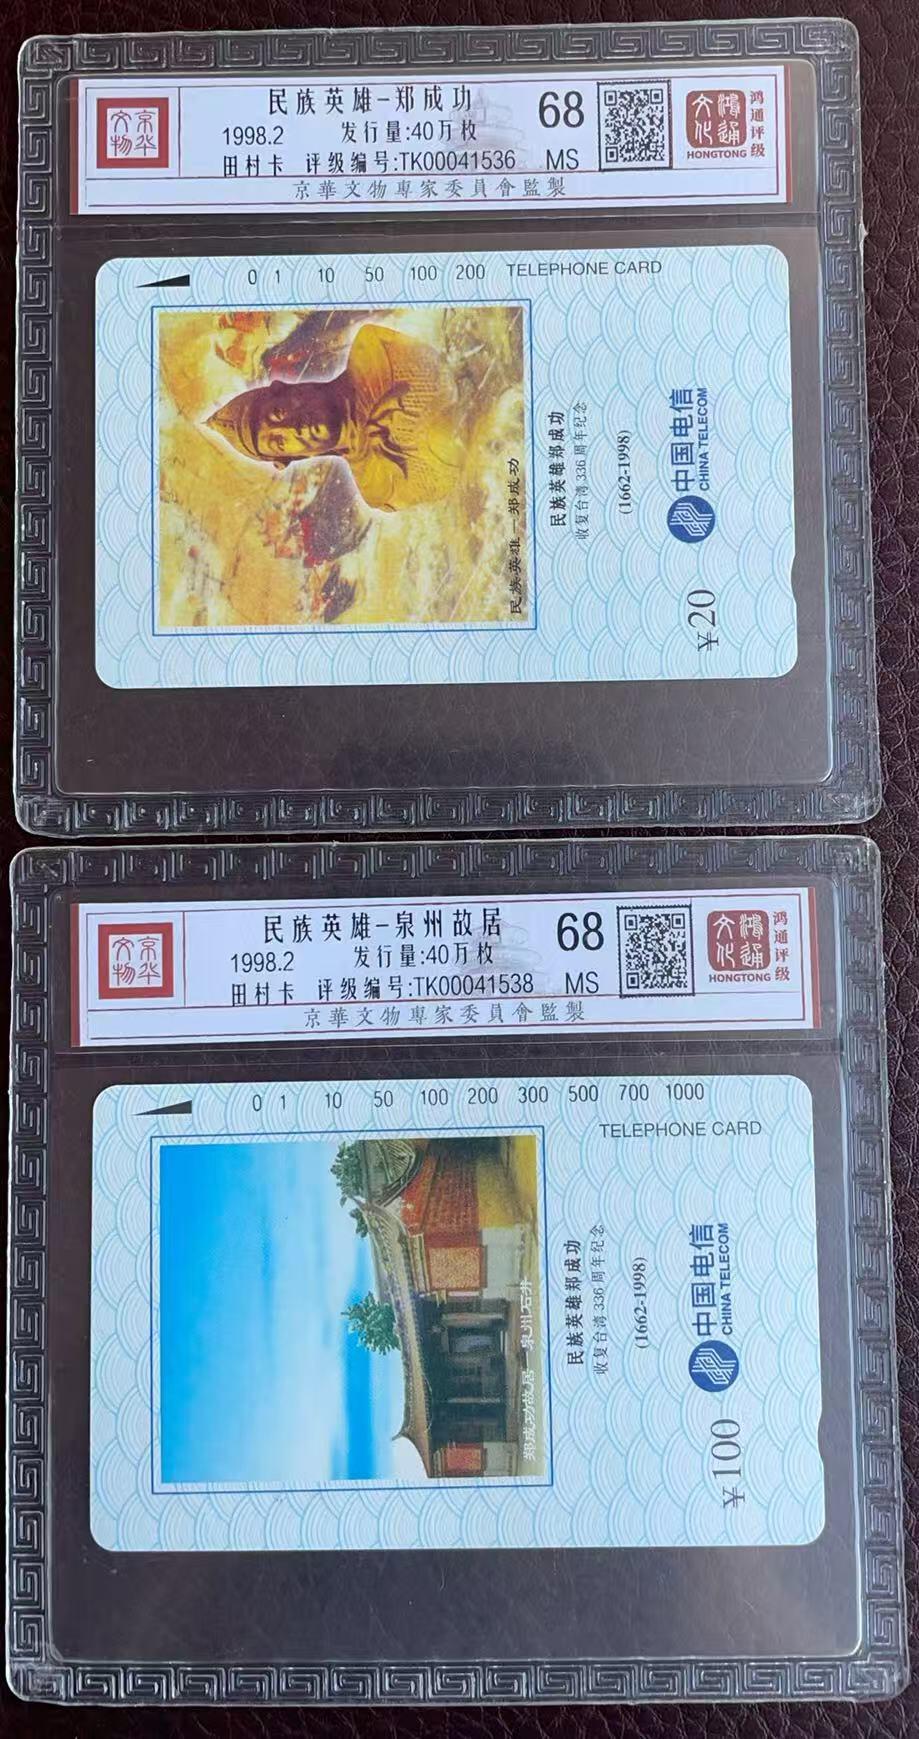 京华文物
民族英雄-郑成功
68
1998.2 发行量:40万枚
田村卡 评级编号:TK00041536 MS
京華文物專家委員會監製
鸿通文化
HONGTONG
鸿通评级
0 1 10 50 100 200 TELEPHONE CARD
民族英雄—郑成功
民族英雄郑成功
收复台湾336周年纪念
(1662-1998)
中国电信
CHINA TELECOM
¥20
京华文物
民族英雄-泉州故居
68
1998.2 发行量:40万枚
田村卡 评级编号:TK00041538 MS
京華文物專家委員會監製
鸿通文化
HONGTONG
鸿通评级
0 1 10 50 100 200 300 500 700 1000
TELEPHONE CARD
郑成功故居—泉州石井
民族英雄郑成功
收复台湾336周年纪念
(1662-1998)
中国电信
CHINA TELECOM
¥100